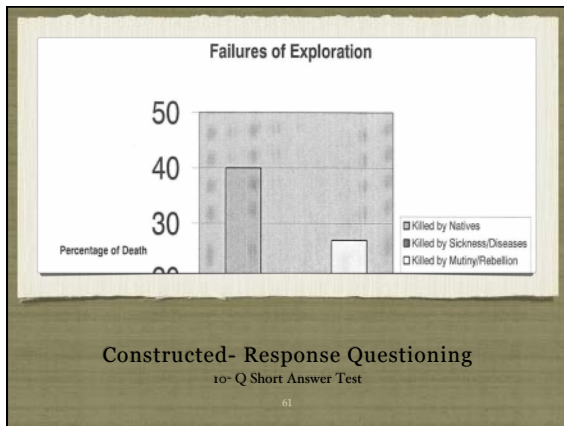 Failures of Exploration
50
40
30
Percentage of Death
20
Killed by Natives
Killed by Sickness/Diseases
Killed by Mutiny/Rebellion
Constructed- Response Questioning
10- Q Short Answer Test
61